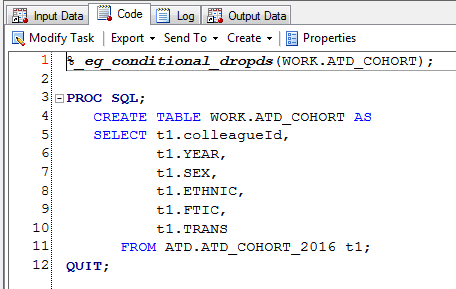 Input Data Code Log Output Data
Modify Task Export Send To Create Properties
1 %_eg_conditional_dropds(WORK.ATD_COHORT);
2
3 PROC SQL;
4 CREATE TABLE WORK.ATD_COHORT AS
5 SELECT t1.colleagueId,
6 t1.YEAR,
7 t1.SEX,
8 t1.ETHNIC,
9 t1.FTIC,
10 t1.TRANS
11 FROM ATD.ATD_COHORT_2016 t1;
12 QUIT;